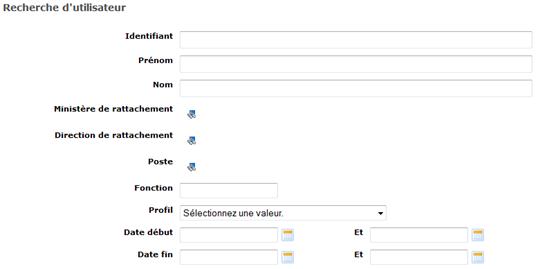 Recherche d'utilisateur
Identifiant
Prénom
Nom
Ministère de rattachement
Direction de rattachement
Poste
Fonction
Profil Sélectionnez une valeur.
Date début Et
Date fin Et